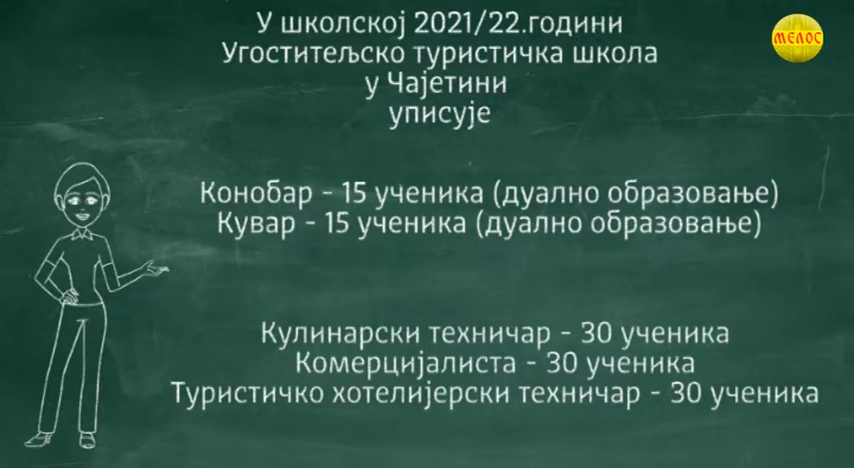 У школској 2021/22.години
МЕЛОС
Угоститељско туристичка школа
у Чајетини
уписује
Конобар - 15 ученика (дуално образовање)
Кувар - 15 ученика (дуално образовање)
Кулинарски техничар - 30 ученика
Комерцијалиста - 30 ученика
Туристичко хотелијерски техничар - 30 ученика